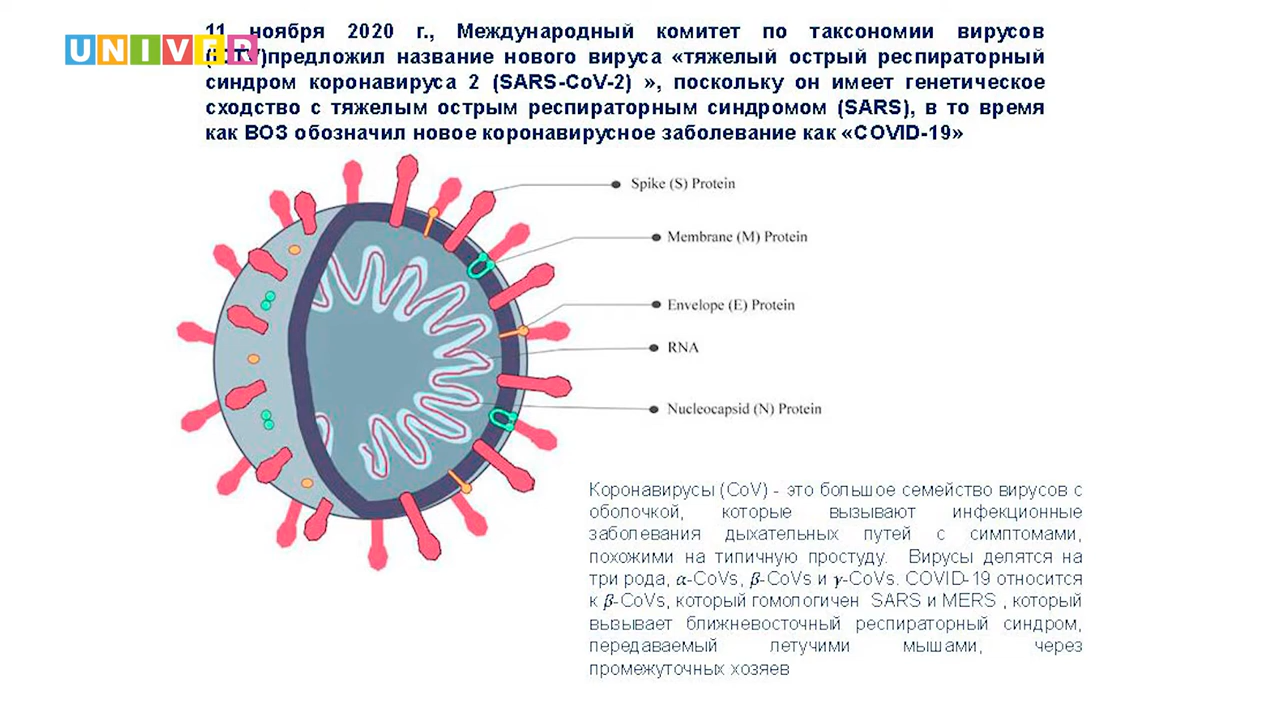 11 ноября 2020 г., Международный комитет по таксономии вирусов
UNIVER
предложил название нового вируса «тяжелый острый респираторный
синдром коронавируса 2 (SARS-CoV-2) », поскольку он имеет генетическое
сходство с тяжелым острым респираторным синдромом (SARS), в то время
как ВОЗ обозначил новое коронавирусное заболевание как «COVID-19»
Spike (S) Protein
Membrane (M) Protein
Envelope (E) Protein
RNA
Nucleocapsid (N) Protein
Коронавирусы (CoV) - это большое семейство вирусов с
оболочкой, которые вызывают инфекционные
заболевания дыхательных путей с симптомами,
похожими на типичную простуду. Вирусы делятся на
три рода, α-CoVs, β-CoVs и γ-CoVs. COVID-19 относится
к β-CoVs, который гомологичен SARS и MERS , который
вызывает ближневосточный респираторный синдром,
передаваемый летучими мышами, через
промежуточных хозяев